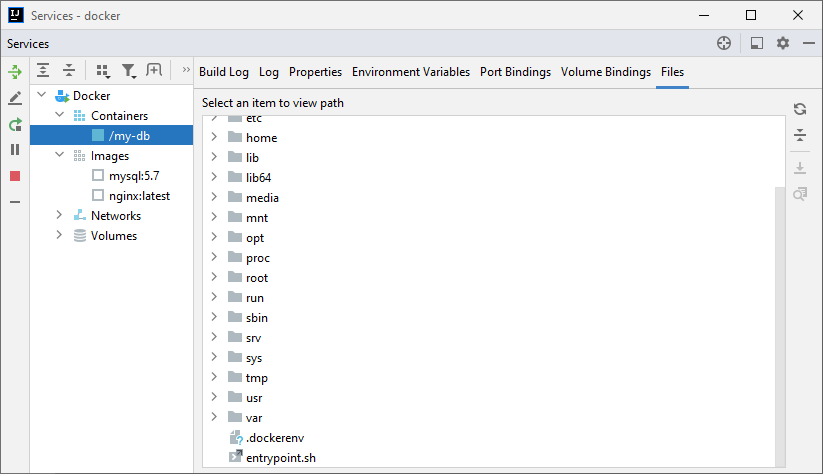 Services - docker
Services
Build Log Log Properties Environment Variables Port Bindings Volume Bindings Files
Docker
Containers
/my-db
Images
mysql:5.7
nginx:latest
Networks
Volumes
Select an item to view path
etc
home
lib
lib64
media
mnt
opt
proc
root
run
sbin
srv
sys
tmp
usr
var
.dockerenv
entrypoint.sh